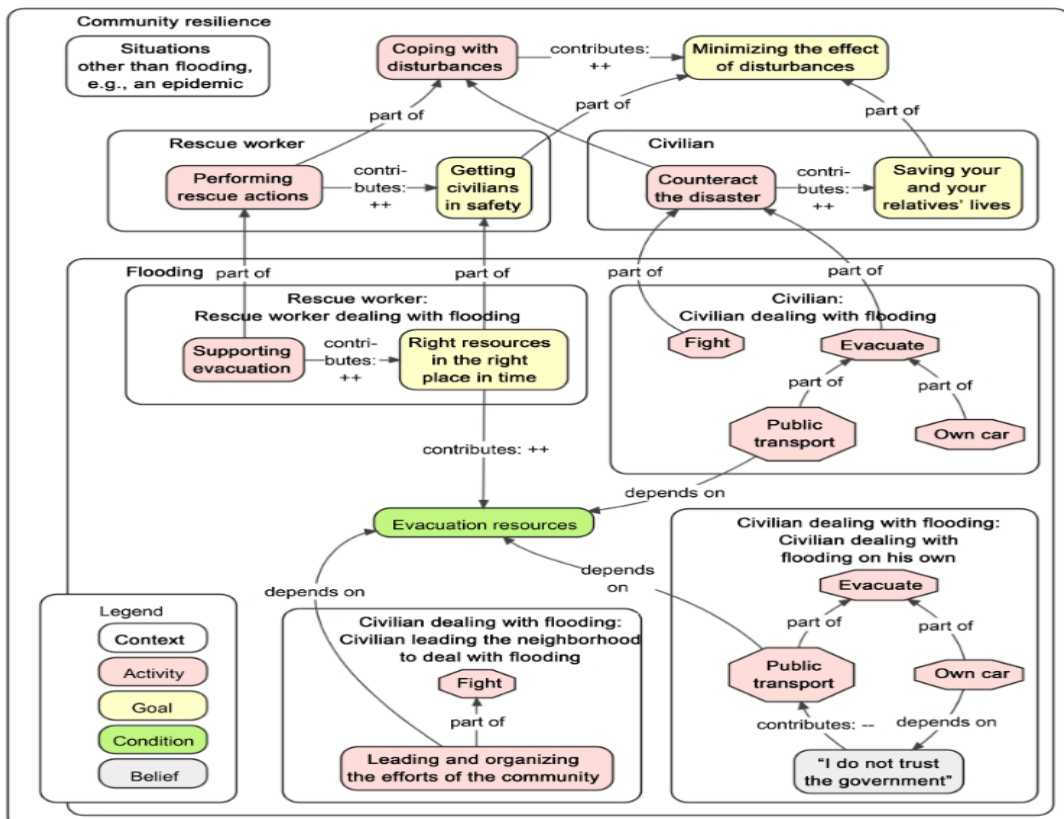 Community resilience
Situations
other than flooding,
e.g., an epidemic
Coping with
disturbances
contributes:
++
Minimizing the effect
of disturbances
part of
part of
part of
Rescue worker
Performing
rescue actions
contri-
butes:
++
Getting
civilians
in safety
Civilian
Counteract
the disaster
contri-
butes:
++
Saving your
and your
relatives' lives
Flooding
part of
part of
part of
part of
Rescue worker:
Rescue worker dealing with flooding
Supporting
evacuation
contri-
butes:
++
Right resources
in the right
place in time
Civilian:
Civilian dealing with flooding
Fight
Evacuate
part of
part of
Public
transport
Own car
contributes: ++
depends on
Evacuation resources
depends on
depends
on
Civilian dealing with flooding:
Civilian dealing with
flooding on his own
Evacuate
part of
part of
Public
transport
Own car
contributes: --
depends on
“I do not trust
the government”
Civilian dealing with flooding:
Civilian leading the neighborhood
to deal with flooding
Fight
part of
Leading and organizing
the efforts of the community
Legend
Context
Activity
Goal
Condition
Belief